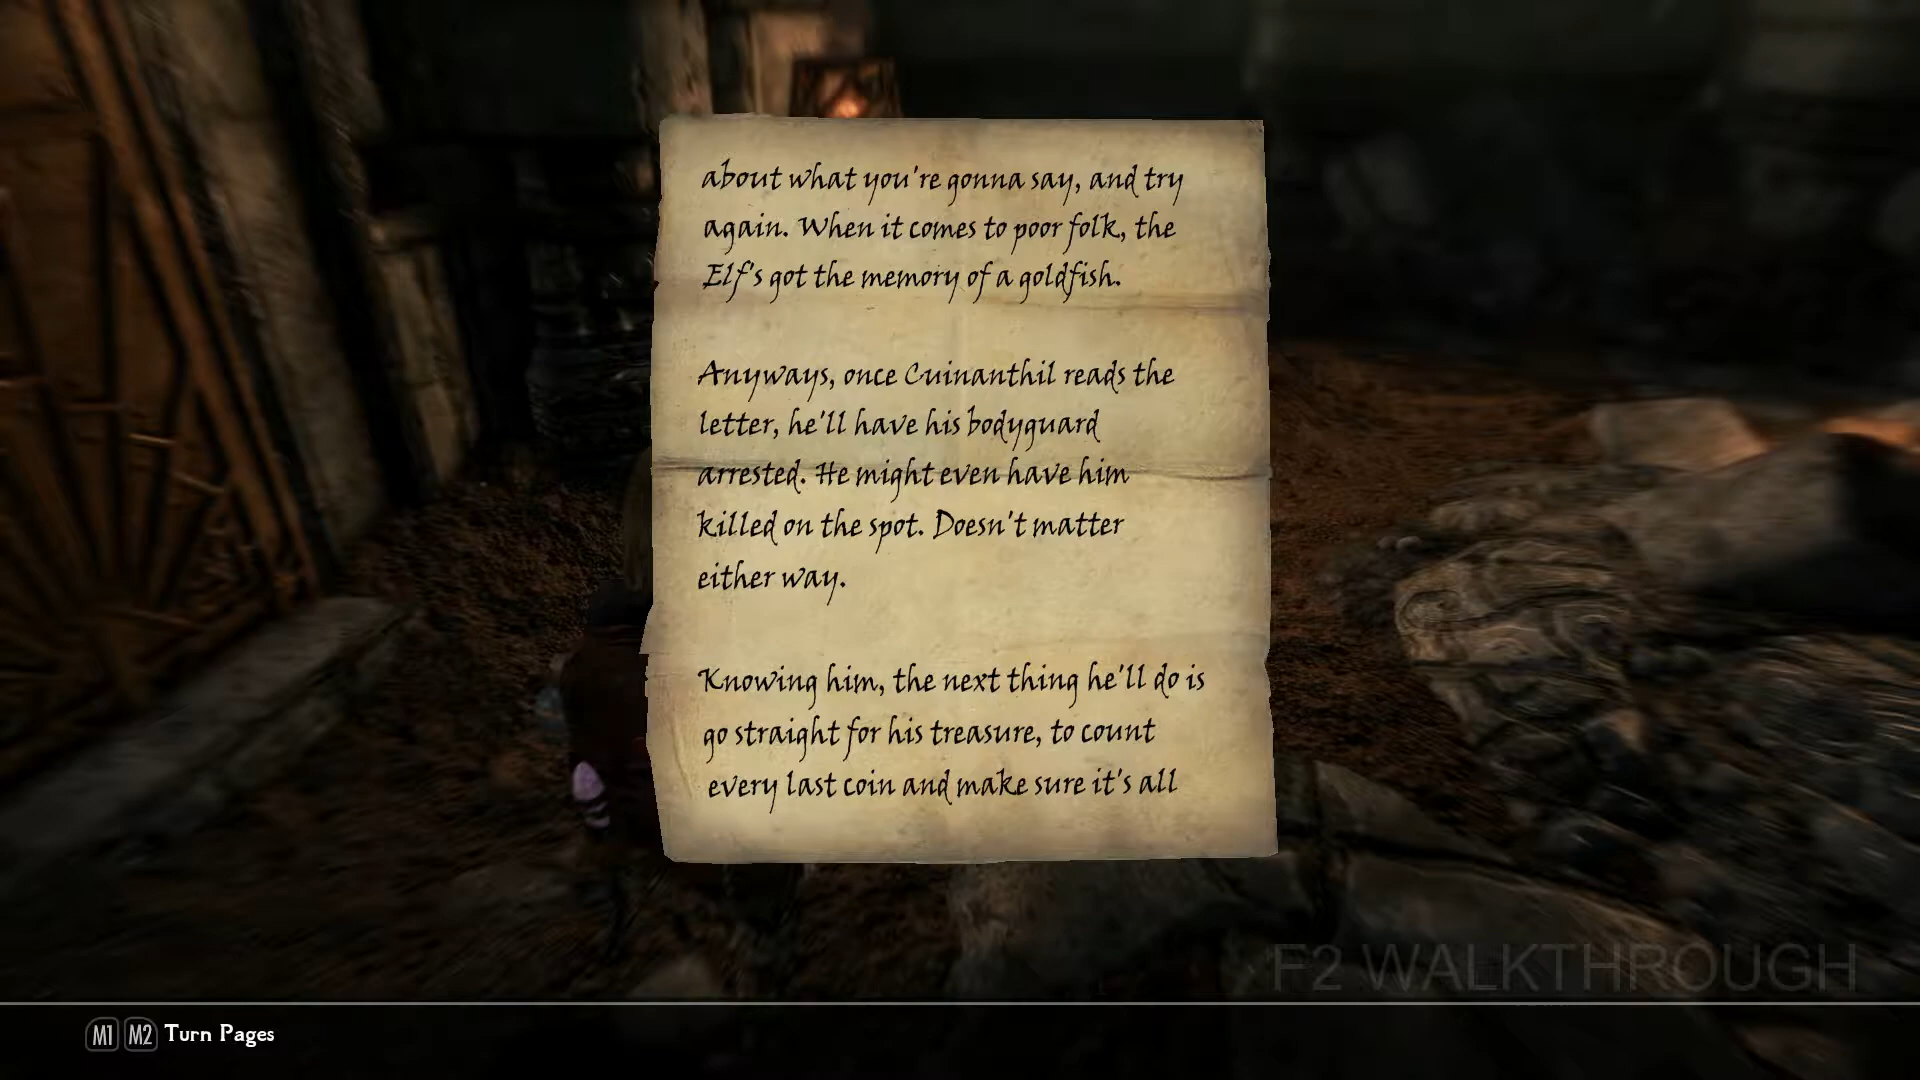 about what you're gonna say, and try
again. When it comes to poor folk, the
Elf's got the memory of a goldfish.
Anyways, once Cuinanthil reads the
letter, he'll have his bodyguard
arrested. He might even have him
killed on the spot. Doesn't matter
either way.
Knowing him, the next thing he'll do is
go straight for his treasure, to count
every last coin and make sure it's all
F2 WALKTHROUGH
M1 M2 Turn Pages